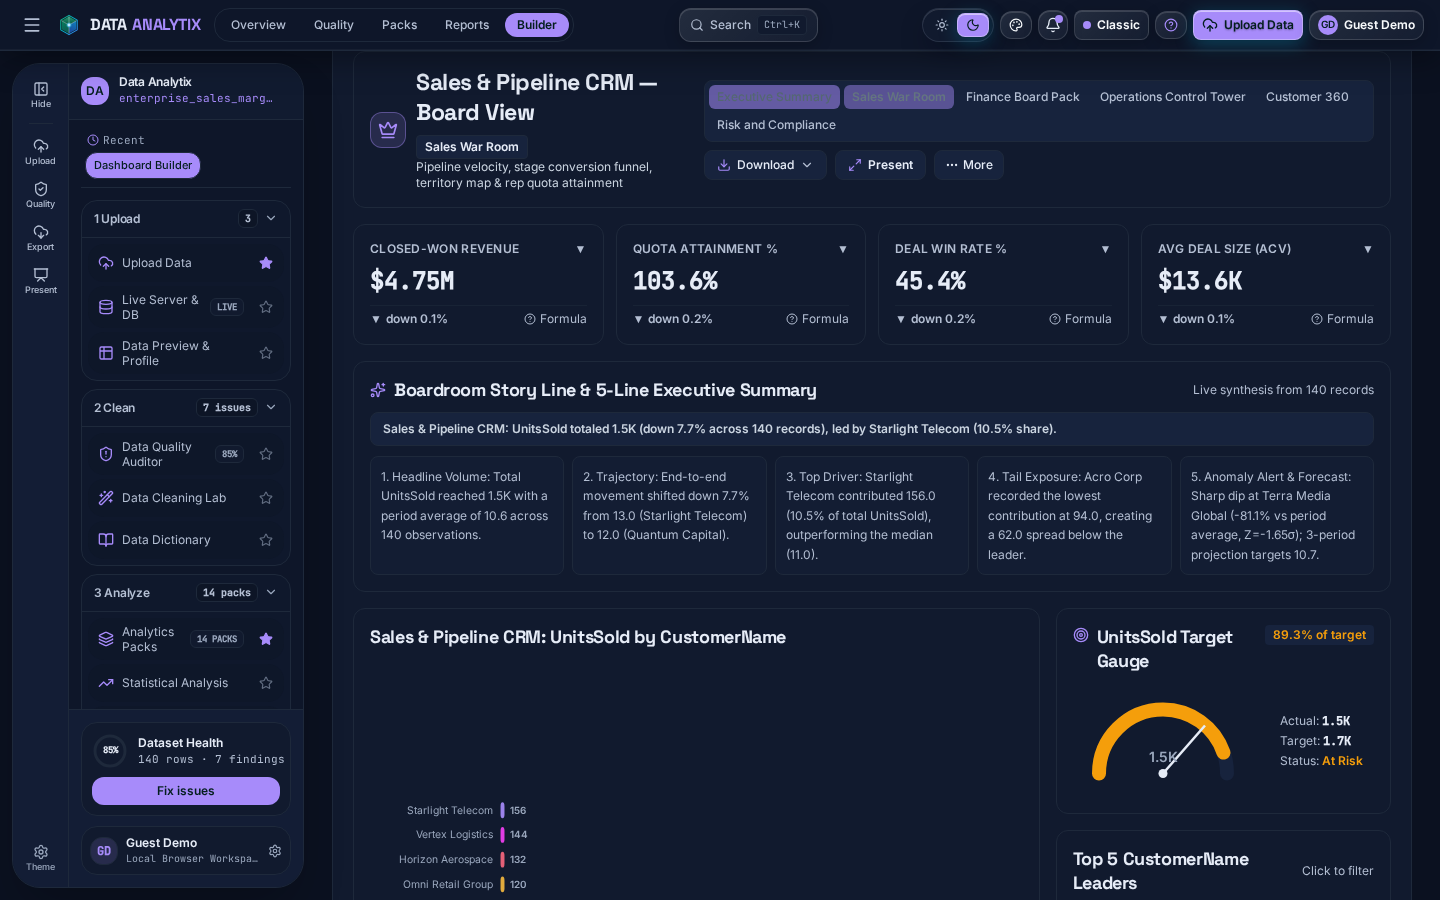 DATA ANALYTIX
Overview
Quality
Packs
Reports
Builder
Search
Ctrl+K
Classic
Upload Data
GD
Guest Demo
Hide
Upload
Quality
Export
Present
Theme
DA
Data Analytix
enterprise_sales_marg…
Recent
Dashboard Builder
1 Upload
3
Upload Data
Live Server &
DB
LIVE
Data Preview &
Profile
2 Clean
7 issues
Data Quality
Auditor
85%
Data Cleaning Lab
Data Dictionary
3 Analyze
14 packs
Analytics
Packs
14 PACKS
Statistical Analysis
85%
Dataset Health
140 rows · 7 findings
Fix issues
GD
Guest Demo
Local Browser Workspa…
Sales & Pipeline CRM —
Board View
Sales War Room
Pipeline velocity, stage conversion funnel,
territory map & rep quota attainment
Sales War Room
Finance Board Pack
Operations Control Tower
Customer 360
Risk and Compliance
Download
Present
··· More
CLOSED-WON REVENUE ▼
$4.75M
▼ down 0.1%
Formula
QUOTA ATTAINMENT % ▼
103.6%
▼ down 0.2%
Formula
DEAL WIN RATE % ▼
45.4%
▼ down 0.2%
Formula
AVG DEAL SIZE (ACV) ▼
$13.6K
▼ down 0.1%
Formula
Boardroom Story Line & 5-Line Executive Summary
Live synthesis from 140 records
Sales & Pipeline CRM: UnitsSold totaled 1.5K (down 7.7% across 140 records), led by Starlight Telecom (10.5% share).
1. Headline Volume: Total
UnitsSold reached 1.5K with a
period average of 10.6 across
140 observations.
2. Trajectory: End-to-end
movement shifted down 7.7%
from 13.0 (Starlight Telecom)
to 12.0 (Quantum Capital).
3. Top Driver: Starlight
Telecom contributed 156.0
(10.5% of total UnitsSold),
outperforming the median
(11.0).
4. Tail Exposure: Acro Corp
recorded the lowest
contribution at 94.0, creating
a 62.0 spread below the
leader.
5. Anomaly Alert & Forecast:
Sharp dip at Terra Media
Global (-81.1% vs period
average, Z=-1.65σ); 3-period
projection targets 10.7.
Sales & Pipeline CRM: UnitsSold by CustomerName
Starlight Telecom 156
Vertex Logistics 144
Horizon Aerospace 132
Omni Retail Group 120
UnitsSold Target
Gauge
89.3% of target
1.5K
Actual: 1.5K
Target: 1.7K
Status: At Risk
Top 5 CustomerName
Leaders
Click to filter